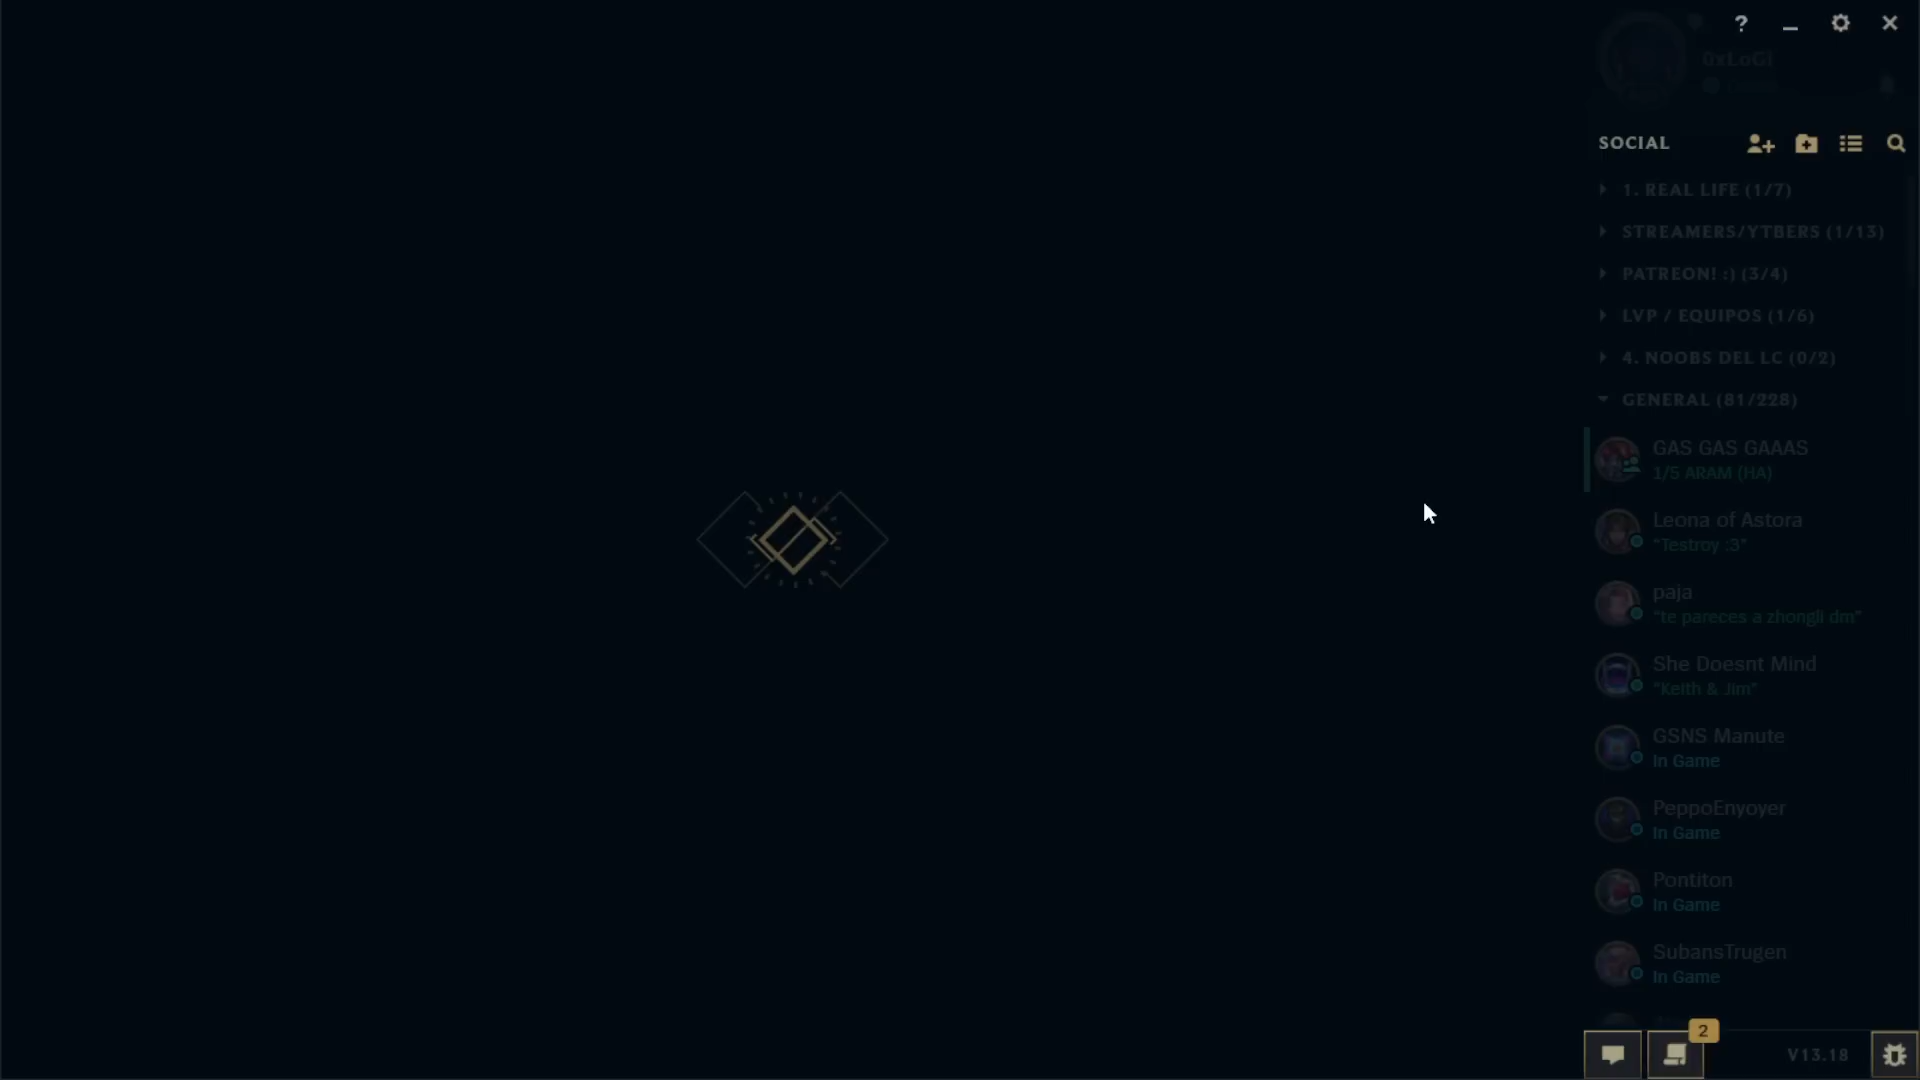 ?
0xLoGi
SOCIAL
1. REAL LIFE (1/7)
STREAMERS/YTBERS (1/13)
PATREON! :) (3/4)
LVP / EQUIPOS (1/6)
4. NOOBS DEL LC (0/2)
GENERAL (81/228)
GAS GAS GAAAS
1/5 ARAM (HA)
Leona of Astora
"Testroy :3"
paja
"te pareces a zhongli dm"
She Doesnt Mind
"Keith & Jim"
GSNS Manute
In Game
PeppoEnyoyer
In Game
Pontiton
In Game
SubansTrugen
In Game
2
V13.18